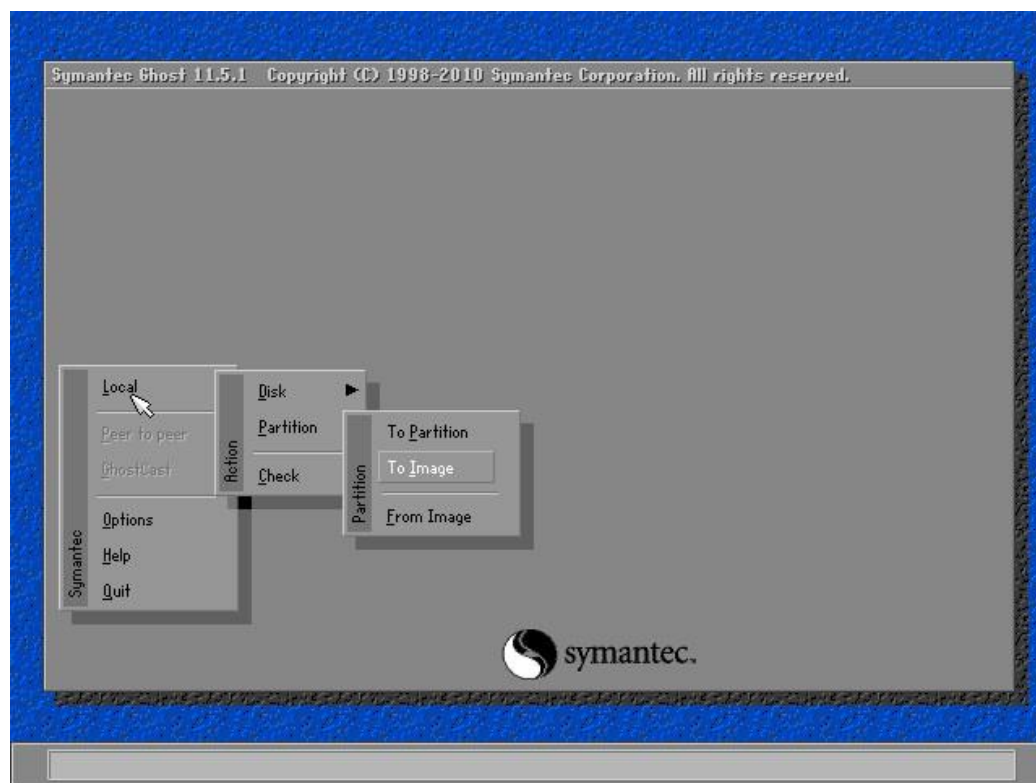 Symantec Ghost 11.5.1 Copyright (C) 1998-2010 Symantec Corporation. All rights reserved.
Local
Peer to peer
GhostCast
Options
Help
Quit
Symantec
Disk
Partition
Check
Action
To Partition
To Image
From Image
Partition
symantec.